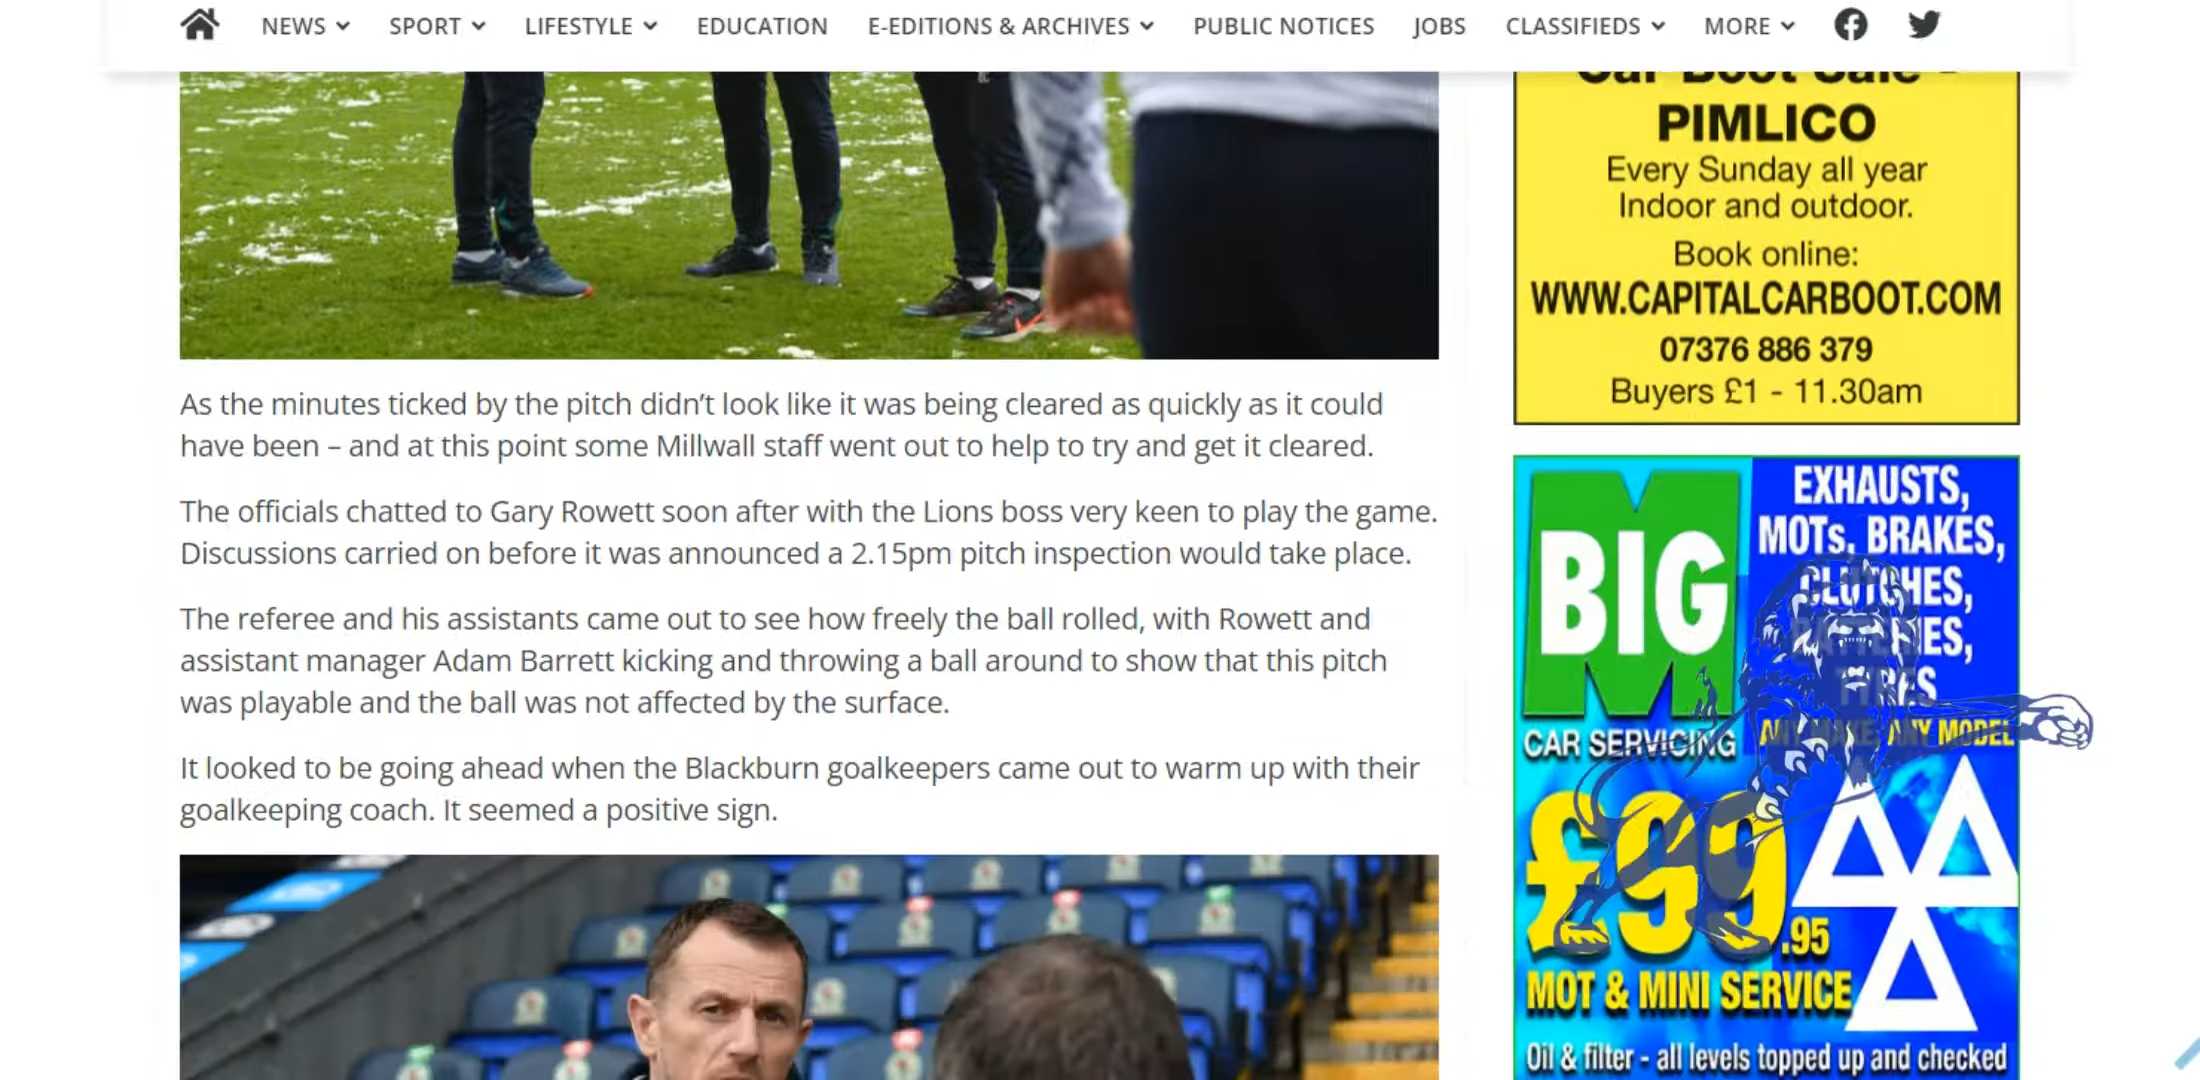 NEWS SPORT LIFESTYLE EDUCATION E-EDITIONS & ARCHIVES PUBLIC NOTICES JOBS CLASSIFIEDS MORE
As the minutes ticked by the pitch didn’t look like it was being cleared as quickly as it could
have been – and at this point some Millwall staff went out to help to try and get it cleared.
The officials chatted to Gary Rowett soon after with the Lions boss very keen to play the game.
Discussions carried on before it was announced a 2.15pm pitch inspection would take place.
The referee and his assistants came out to see how freely the ball rolled, with Rowett and
assistant manager Adam Barrett kicking and throwing a ball around to show that this pitch
was playable and the ball was not affected by the surface.
It looked to be going ahead when the Blackburn goalkeepers came out to warm up with their
goalkeeping coach. It seemed a positive sign.
Car Boot Sale -
PIMLICO
Every Sunday all year
Indoor and outdoor.
Book online:
WWW.CAPITALCARBOOT.COM
07376 886 379
Buyers £1 - 11.30am
BIG
CAR SERVICING
EXHAUSTS,
MOTs, BRAKES,
CLUTCHES,
ANY MAKE ANY MODEL
£99.95
MOT & MINI SERVICE
Oil & filter - all levels topped up and checked